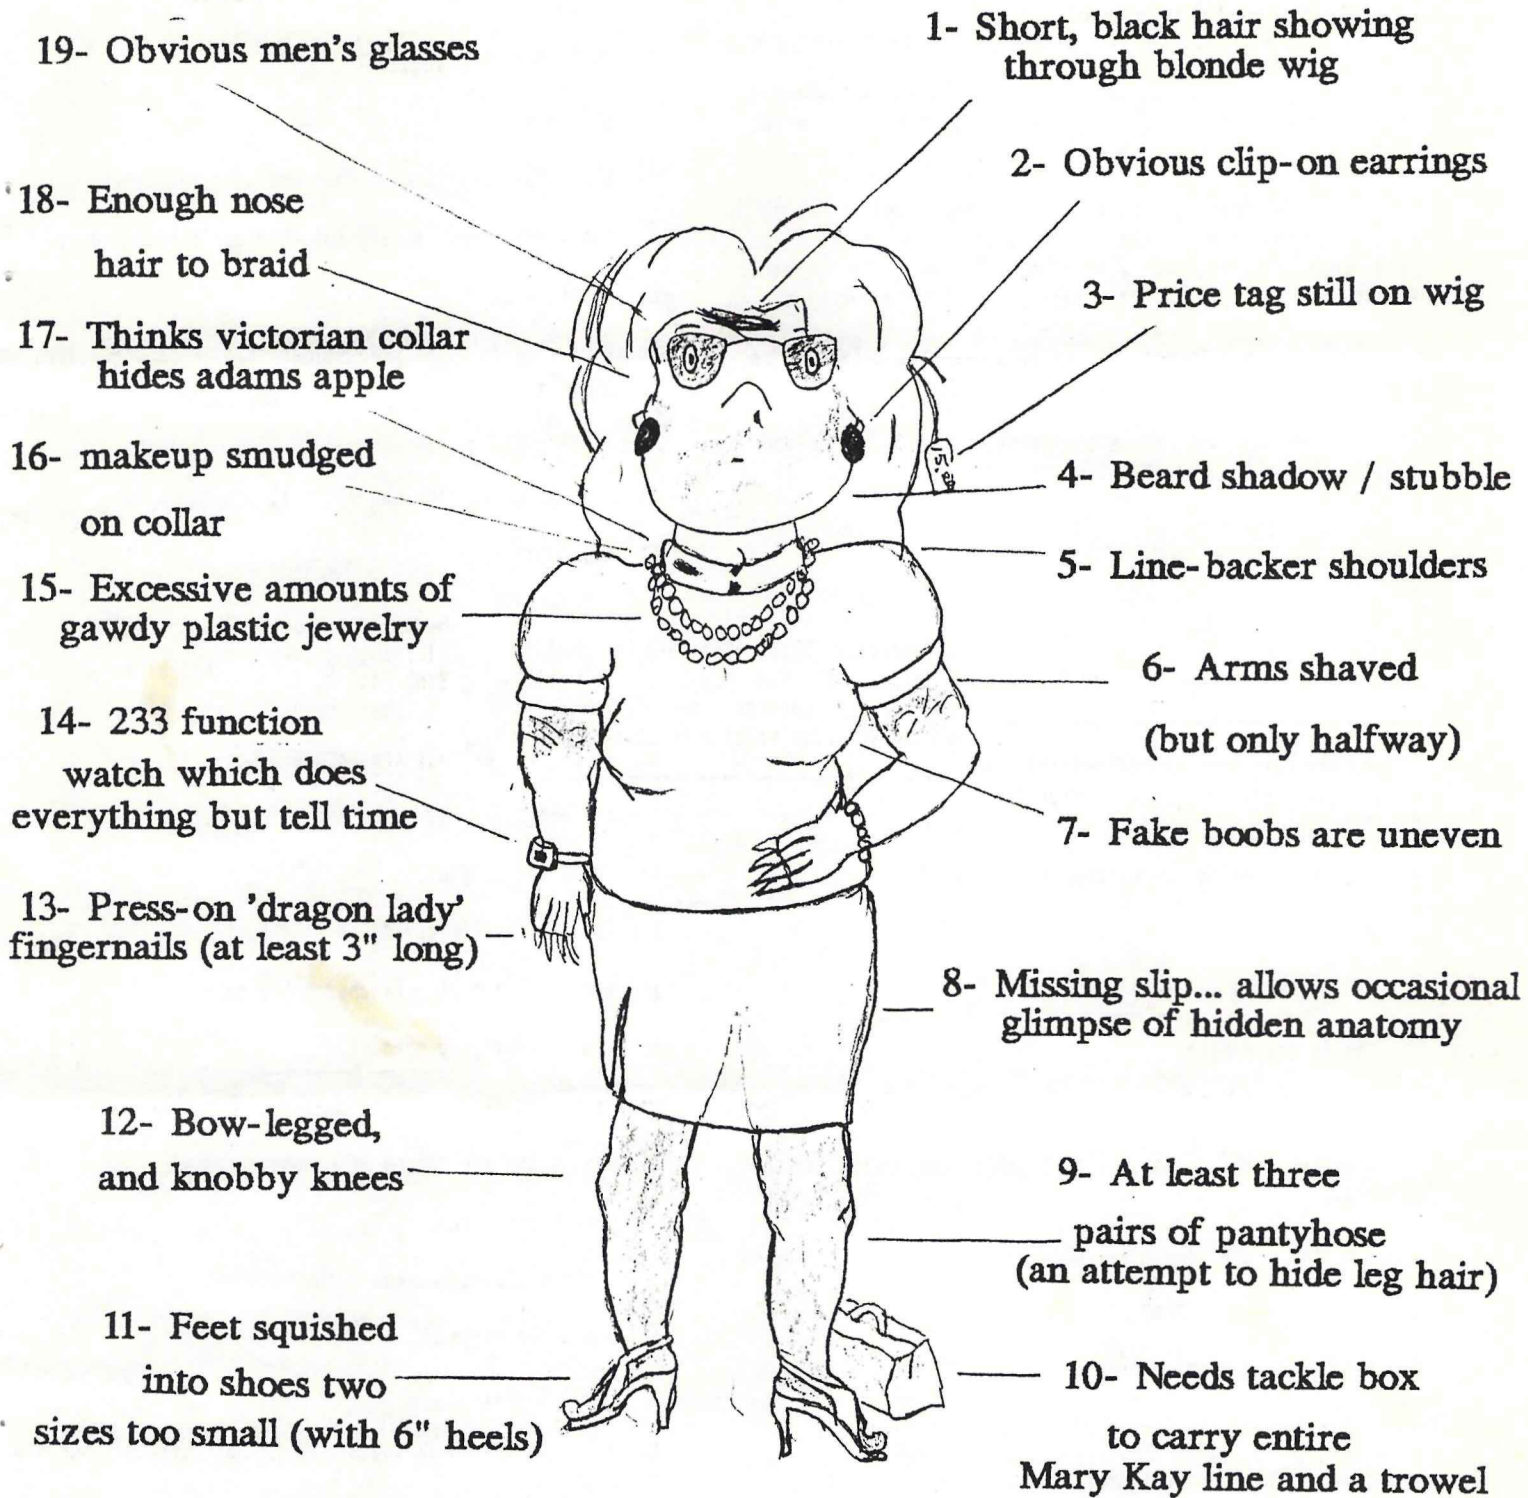 19- Obvious men's glasses
18- Enough nose
hair to braid
17- Thinks victorian collar
hides adams apple
16- makeup smudged
on collar
15- Excessive amounts of
gawdy plastic jewelry
14- 233 function
watch which does
everything but tell time
13- Press-on 'dragon lady'
fingernails (at least 3" long)
12- Bow-legged,
and knobby knees
11- Feet squished
into shoes two
sizes too small (with 6" heels)
1- Short, black hair showing
through blonde wig
2- Obvious clip-on earrings
3- Price tag still on wig
4- Beard shadow / stubble
5- Line-backer shoulders
6- Arms shaved
(but only halfway)
7- Fake boobs are uneven
8- Missing slip... allows occasional
glimpse of hidden anatomy
9- At least three
pairs of pantyhose
(an attempt to hide leg hair)
10- Needs tackle box
to carry entire
Mary Kay line and a trowel